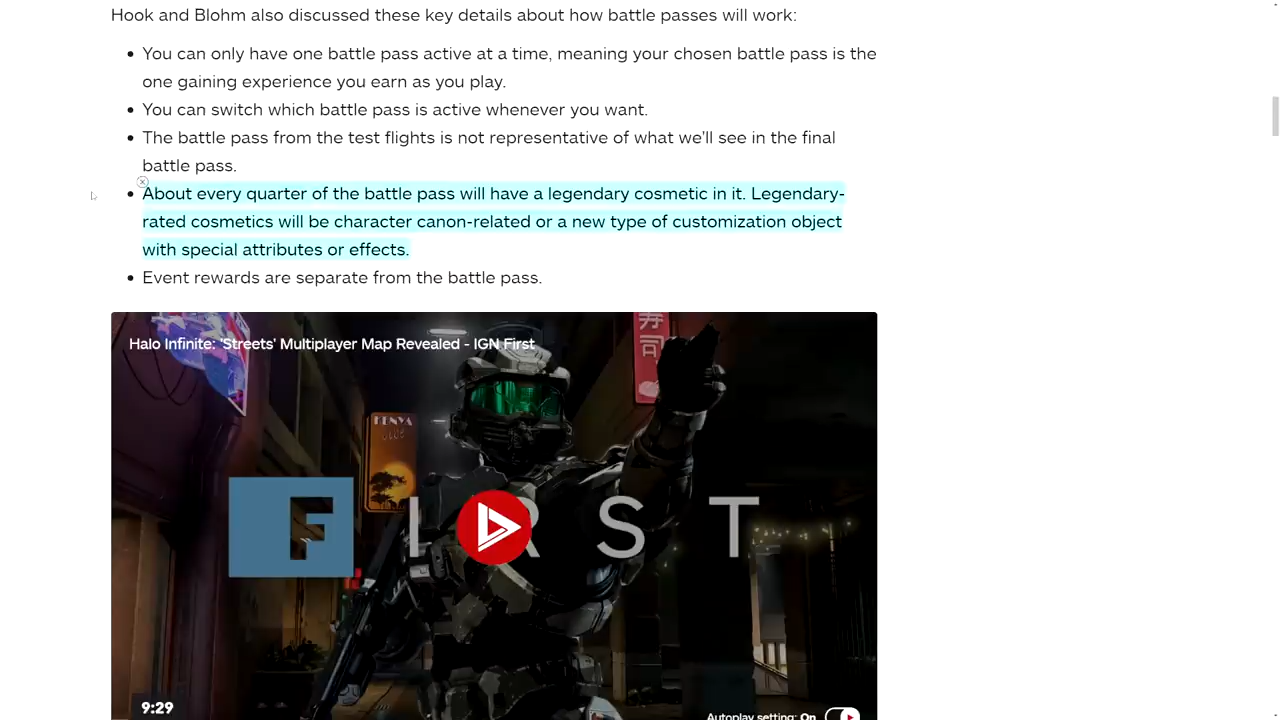 Hook and Blohm also discussed these key details about how battle passes will work:
• You can only have one battle pass active at a time, meaning your chosen battle pass is the
one gaining experience you earn as you play.
• You can switch which battle pass is active whenever you want.
• The battle pass from the test flights is not representative of what we'll see in the final
battle pass.
• About every quarter of the battle pass will have a legendary cosmetic in it. Legendary-
rated cosmetics will be character canon-related or a new type of customization object
with special attributes or effects.
• Event rewards are separate from the battle pass.
Halo Infinite: 'Streets' Multiplayer Map Revealed - IGN First
寿
司
KENYA
FIRST
9:29
Autoplay setting: On